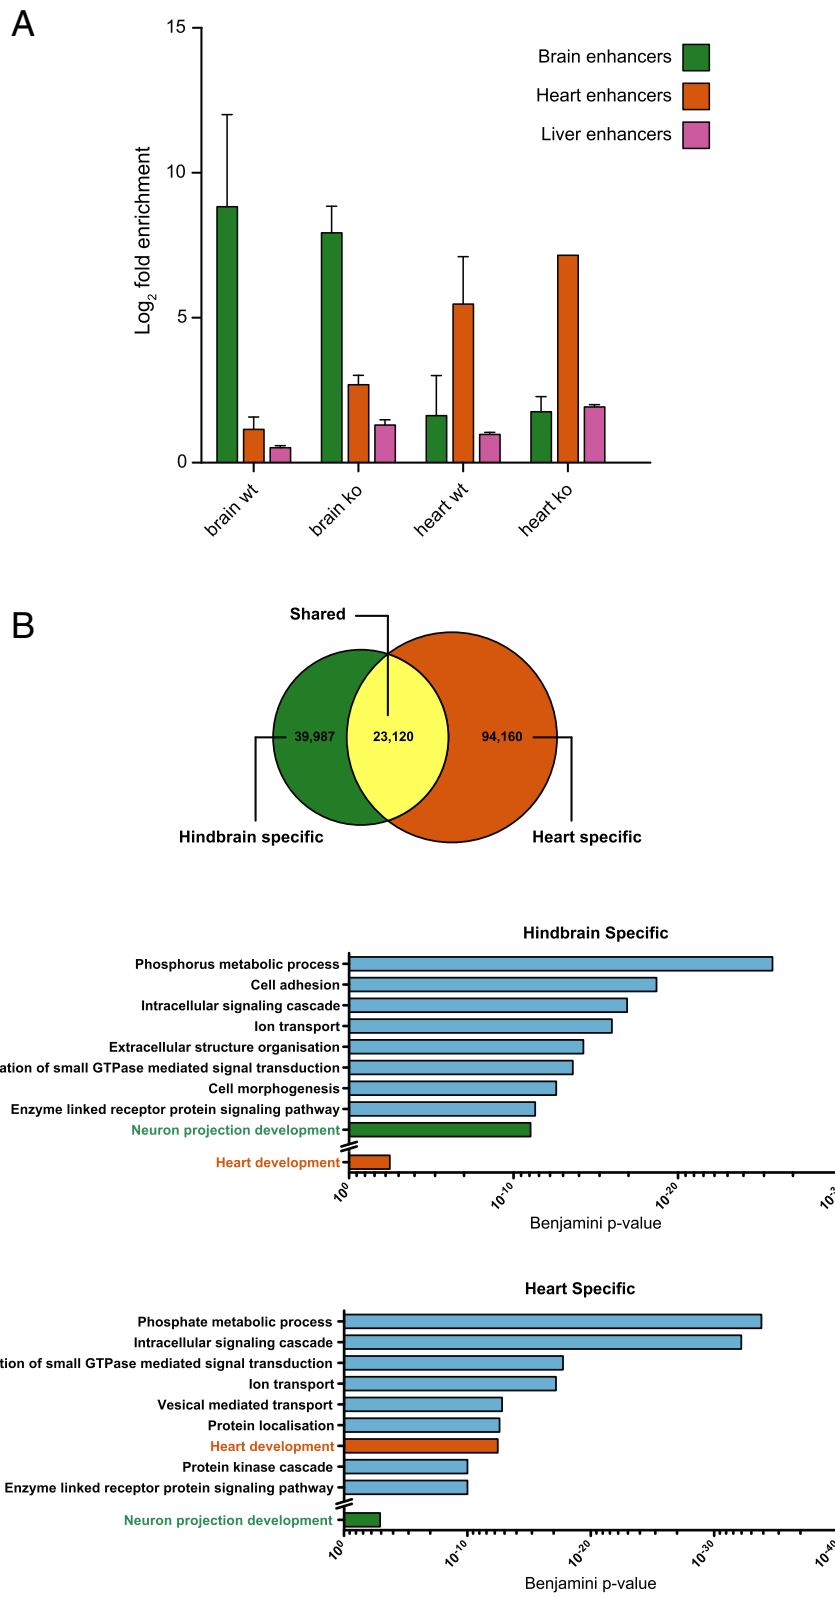 A
15
10
5
0
Log2 fold enrichment
Brain enhancers
Heart enhancers
Liver enhancers
brain wt
brain ko
heart wt
heart ko
B
Shared
39,987
23,120
94,160
Hindbrain specific
Heart specific
Hindbrain Specific
Phosphorus metabolic process
Cell adhesion
Intracellular signaling cascade
Ion transport
Extracellular structure organisation
ation of small GTPase mediated signal transduction
Cell morphogenesis
Enzyme linked receptor protein signaling pathway
Neuron projection development
Heart development
10^0
10^-10
10^-20
Benjamini p-value
Heart Specific
Phosphate metabolic process
Intracellular signaling cascade
tion of small GTPase mediated signal transduction
Ion transport
Vesical mediated transport
Protein localisation
Heart development
Protein kinase cascade
Enzyme linked receptor protein signaling pathway
Neuron projection development
10^0
10^-10
10^-20
10^-30
10^-40
Benjamini p-value